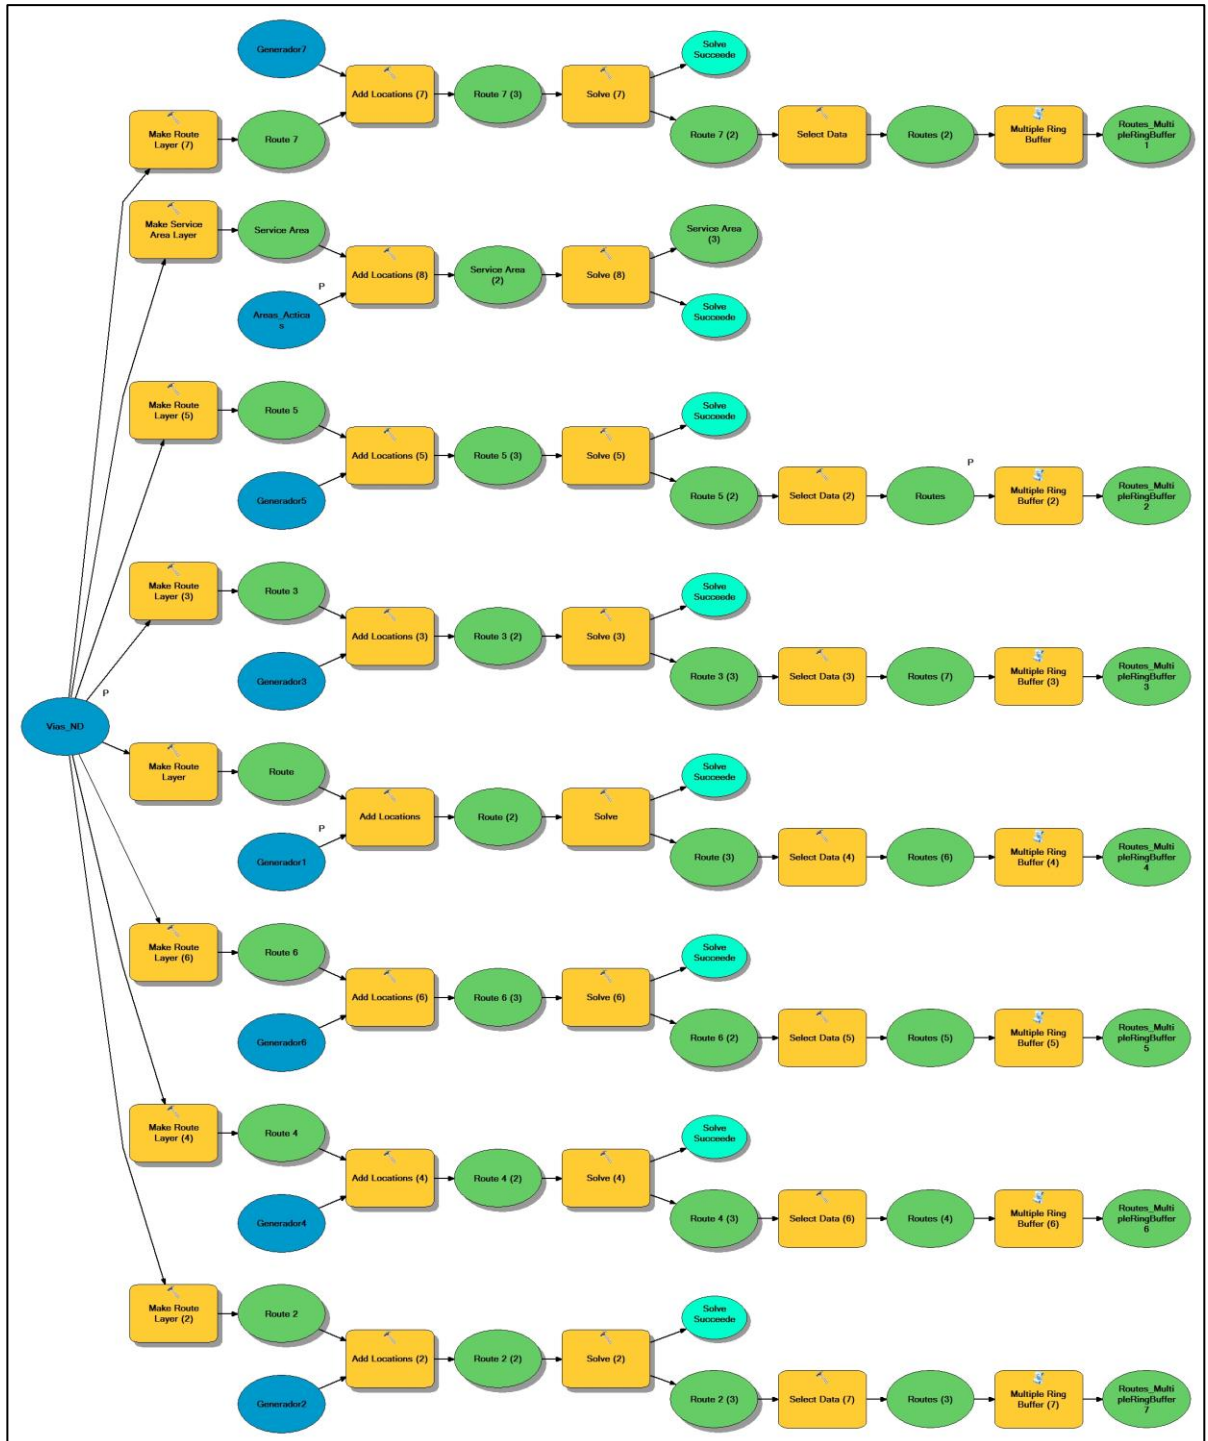 Generador7
Make Route
Layer (7)
Route 7
Add Locations (7)
Route 7 (3)
Solve (7)
Solve
Succeede
Route 7 (2)
Select Data
Routes (2)
Multiple Ring
Buffer
Routes_Multi
pleRingBuffer
1
Make Service
Area Layer
Service Area
Areas_Actica
s
P
Add Locations (8)
Service Area
(2)
Solve (8)
Service Area
(3)
Solve
Succeede
Make Route
Layer (5)
Route 5
Generador5
Add Locations (5)
Route 5 (3)
Solve (5)
Solve
Succeede
Route 5 (2)
Select Data (2)
Routes
P
Multiple Ring
Buffer (2)
Routes_Multi
pleRingBuffer
2
Make Route
Layer (3)
Route 3
Generador3
Add Locations (3)
Route 3 (2)
Solve (3)
Solve
Succeede
Route 3 (3)
Select Data (3)
Routes (7)
Multiple Ring
Buffer (3)
Routes_Multi
pleRingBuffer
3
P
Vias_ND
Make Route
Layer
Route
Generador1
P
Add Locations
Route (2)
Solve
Solve
Succeede
Route (3)
Select Data (4)
Routes (6)
Multiple Ring
Buffer (4)
Routes_Multi
pleRingBuffer
4
Make Route
Layer (6)
Route 6
Generador6
Add Locations (6)
Route 6 (3)
Solve (6)
Solve
Succeede
Route 6 (2)
Select Data (5)
Routes (5)
Multiple Ring
Buffer (5)
Routes_Multi
pleRingBuffer
5
Make Route
Layer (4)
Route 4
Generador4
Add Locations (4)
Route 4 (2)
Solve (4)
Solve
Succeede
Route 4 (3)
Select Data (6)
Routes (4)
Multiple Ring
Buffer (6)
Routes_Multi
pleRingBuffer
6
Make Route
Layer (2)
Route 2
Generador2
Add Locations (2)
Route 2 (2)
Solve (2)
Solve
Succeede
Route 2 (3)
Select Data (7)
Routes (3)
Multiple Ring
Buffer (7)
Routes_Multi
pleRingBuffer
7